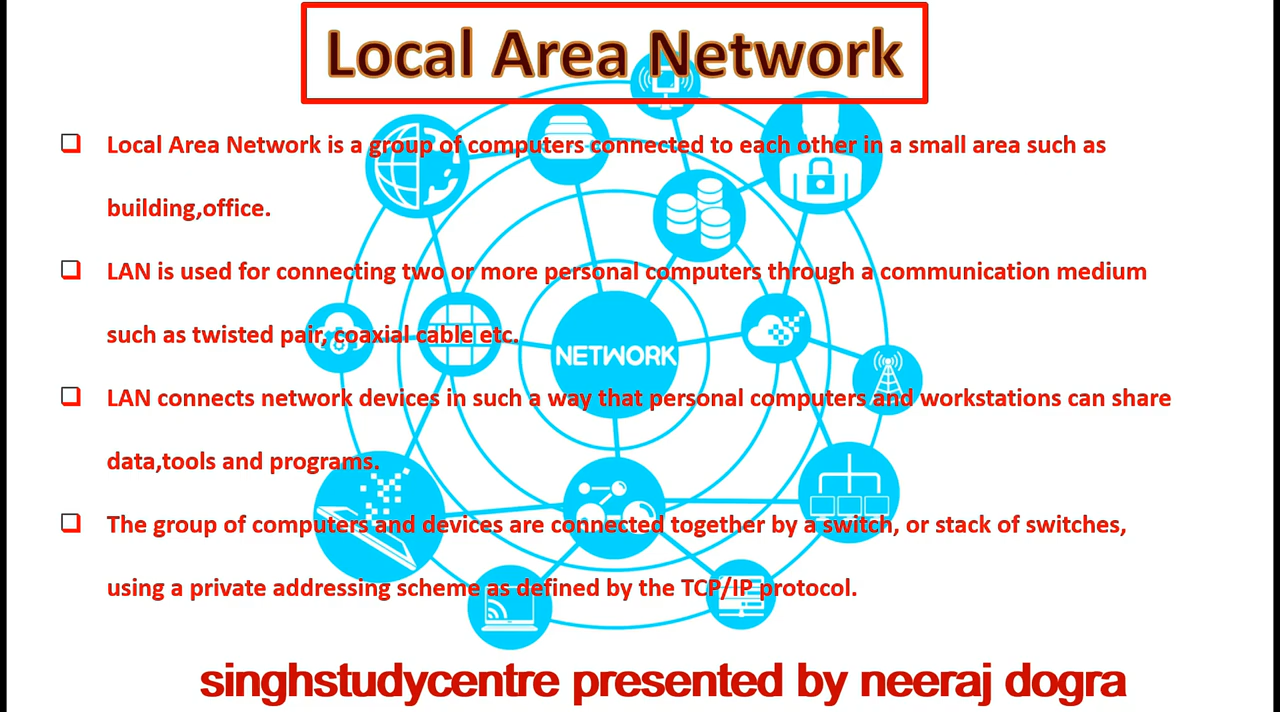 Local Area Network
❑ Local Area Network is a group of computers connected to each other in a small area such as
building,office.
❑ LAN is used for connecting two or more personal computers through a communication medium
such as twisted pair, coaxial cable etc.
NETWORK
❑ LAN connects network devices in such a way that personal computers and workstations can share
data,tools and programs.
❑ The group of computers and devices are connected together by a switch, or stack of switches,
using a private addressing scheme as defined by the TCP/IP protocol.
singhstudycentre presented by neeraj dogra